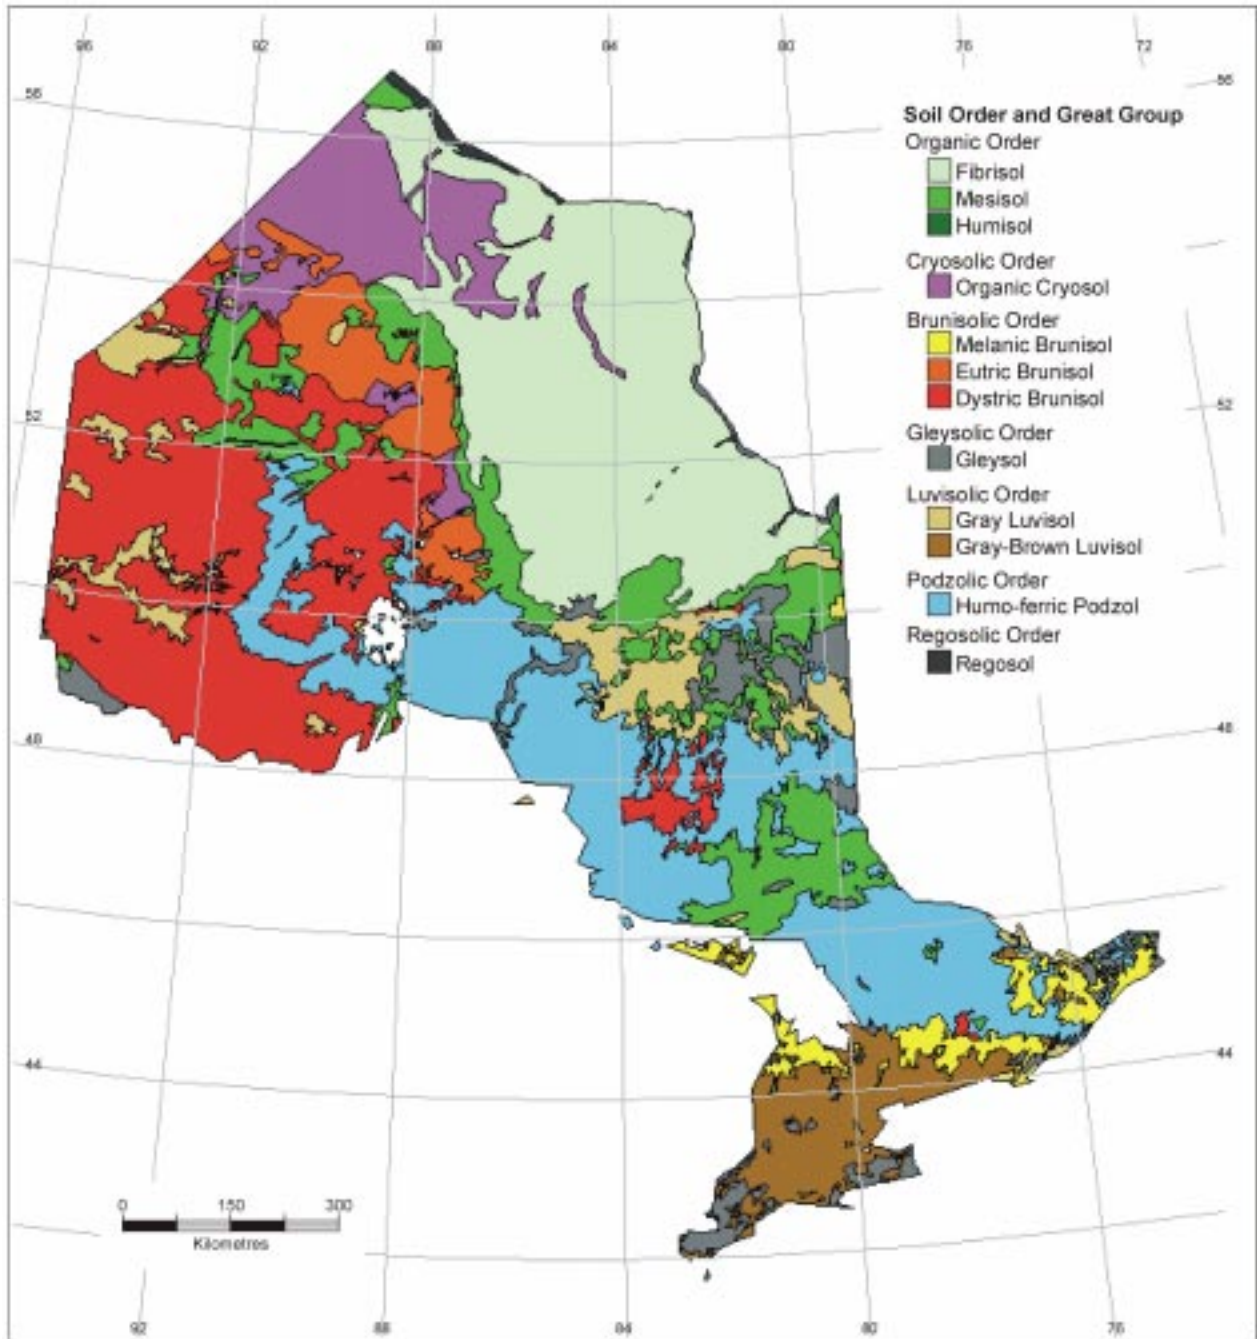 96 92 88 84 80 76 72
56 56
Soil Order and Great Group
Organic Order
Fibrisol
Mesisol
Humisol
Cryosolic Order
Organic Cryosol
Brunisolic Order
Melanic Brunisol
Eutric Brunisol
Dystric Brunisol
52 52
Gleysolic Order
Gleysol
Luvisolic Order
Gray Luvisol
Gray-Brown Luvisol
Podzolic Order
Humo-ferric Podzol
Regosolic Order
Regosol
48 48
44 44
0 150 300
Kilometres
92 88 84 80 76